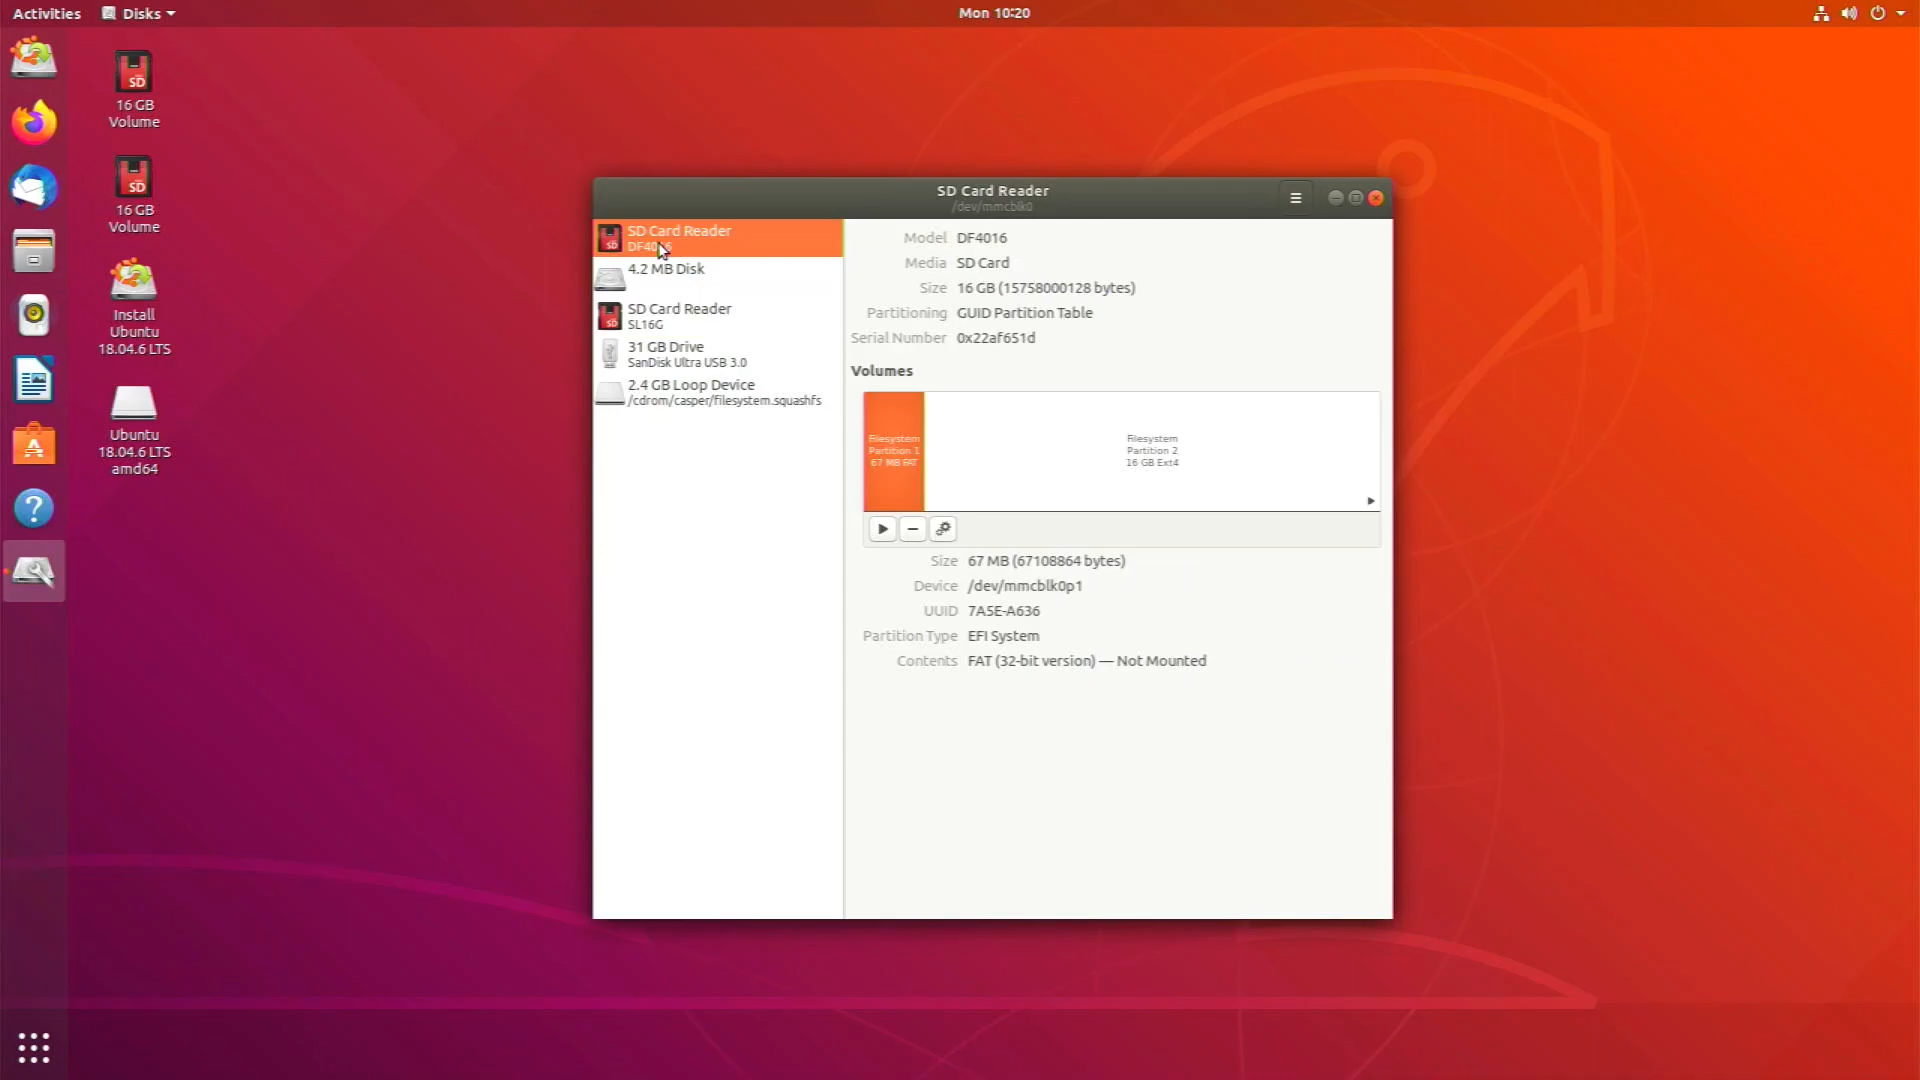 Activities
Disks
Mon 10:20
16 GB
Volume
16 GB
Volume
Install
Ubuntu
18.04.6 LTS
Ubuntu
18.04.6 LTS
amd64
SD Card Reader
/dev/mmcblk0
SD Card Reader
DF4016
4.2 MB Disk
SD Card Reader
SL16G
31 GB Drive
SanDisk Ultra USB 3.0
2.4 GB Loop Device
/cdrom/casper/filesystem.squashfs
Model DF4016
Media SD Card
Size 16 GB (15758000128 bytes)
Partitioning GUID Partition Table
Serial Number 0x22af651d
Volumes
Filesystem
Partition 1
67 MB FAT
Filesystem
Partition 2
16 GB Ext4
Size 67 MB (67108864 bytes)
Device /dev/mmcblk0p1
UUID 7A5E-A636
Partition Type EFI System
Contents FAT (32-bit version) — Not Mounted